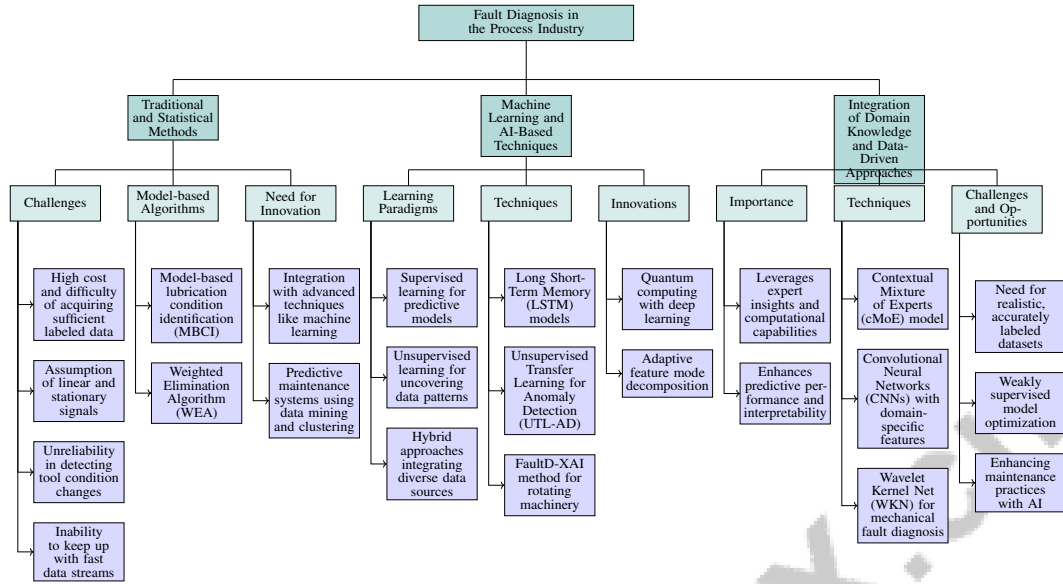 Fault Diagnosis in
the Process Industry
Traditional
and Statistical
Methods
Machine
Learning and
AI-Based
Techniques
Integration
of Domain
Knowledge
and Data-
Driven
Approaches
Challenges
Model-based
Algorithms
Need for
Innovation
Learning
Paradigms
Techniques
Innovations
Importance
Techniques
Challenges
and Op-
portunities
High cost
and difficulty
of acquiring
sufficient
labeled data
Assumption
of linear and
stationary
signals
Unreliability
in detecting
tool condition
changes
Inability
to keep up
with fast
data streams
Model-based
lubrication
condition
identification
(MBCI)
Weighted
Elimination
Algorithm
(WEA)
Integration
with advanced
techniques
like machine
learning
Predictive
maintenance
systems using
data mining
and clustering
Supervised
learning for
predictive
models
Unsupervised
learning for
uncovering
data patterns
Hybrid
approaches
integrating
diverse data
sources
Long Short-
Term Memory
(LSTM)
models
Unsupervised
Transfer
Learning for
Anomaly
Detection
(UTL-AD)
FaultD-XAI
method for
rotating
machinery
Quantum
computing
with deep
learning
Adaptive
feature mode
decomposition
Leverages
expert
insights and
computational
capabilities
Enhances
predictive per-
formance and
interpretability
Contextual
Mixture
of Experts
(cMoE) model
Convolutional
Neural
Networks
(CNNs) with
domain-
specific
features
Wavelet
Kernel Net
(WKN) for
mechanical
fault diagnosis
Need for
realistic,
accurately
labeled
datasets
Weakly
supervised
model
optimization
Enhancing
maintenance
practices
with AI